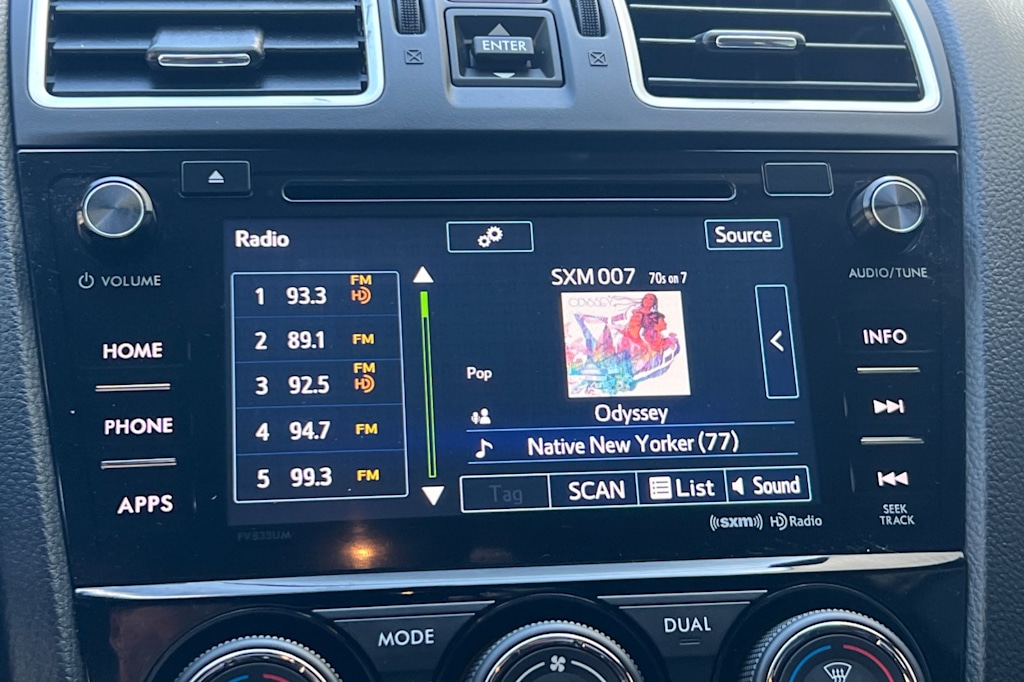 ENTER
Radio
Source
VOLUME
AUDIO/TUNE
SXM 007 70s on 7
1 93.3 FM HD
2 89.1 FM
3 92.5 FM HD
4 94.7 FM
5 99.3 FM
ODYSSEY
Pop
Odyssey
Native New Yorker (77)
Tag SCAN List Sound
((sxm)) HD Radio
HOME
PHONE
APPS
INFO
SEEK
TRACK
MODE
DUAL